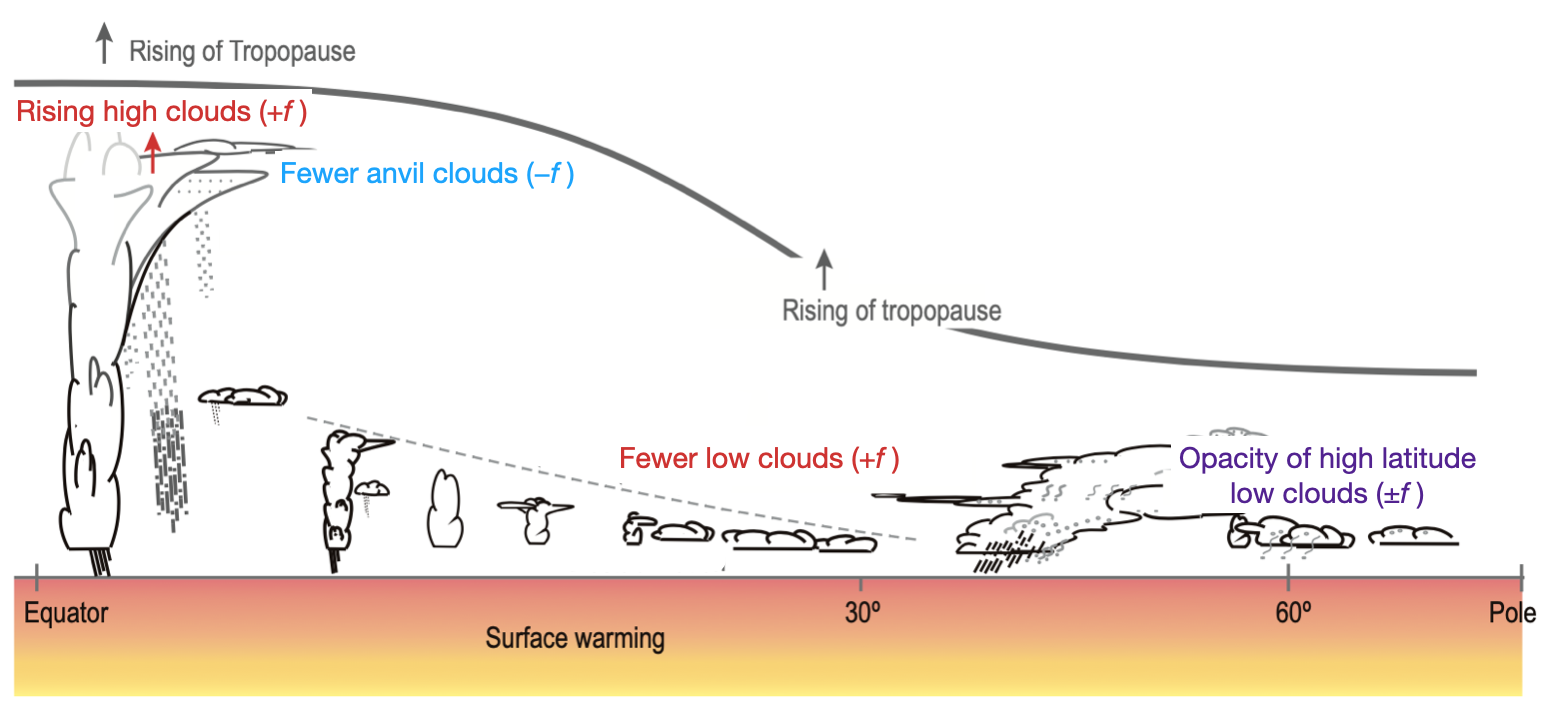 Rising of Tropopause
Rising high clouds (+f )
Fewer anvil clouds (–f )
Rising of tropopause
Fewer low clouds (+f )
Opacity of high latitude
low clouds (±f )
Equator
30º
60º
Pole
Surface warming